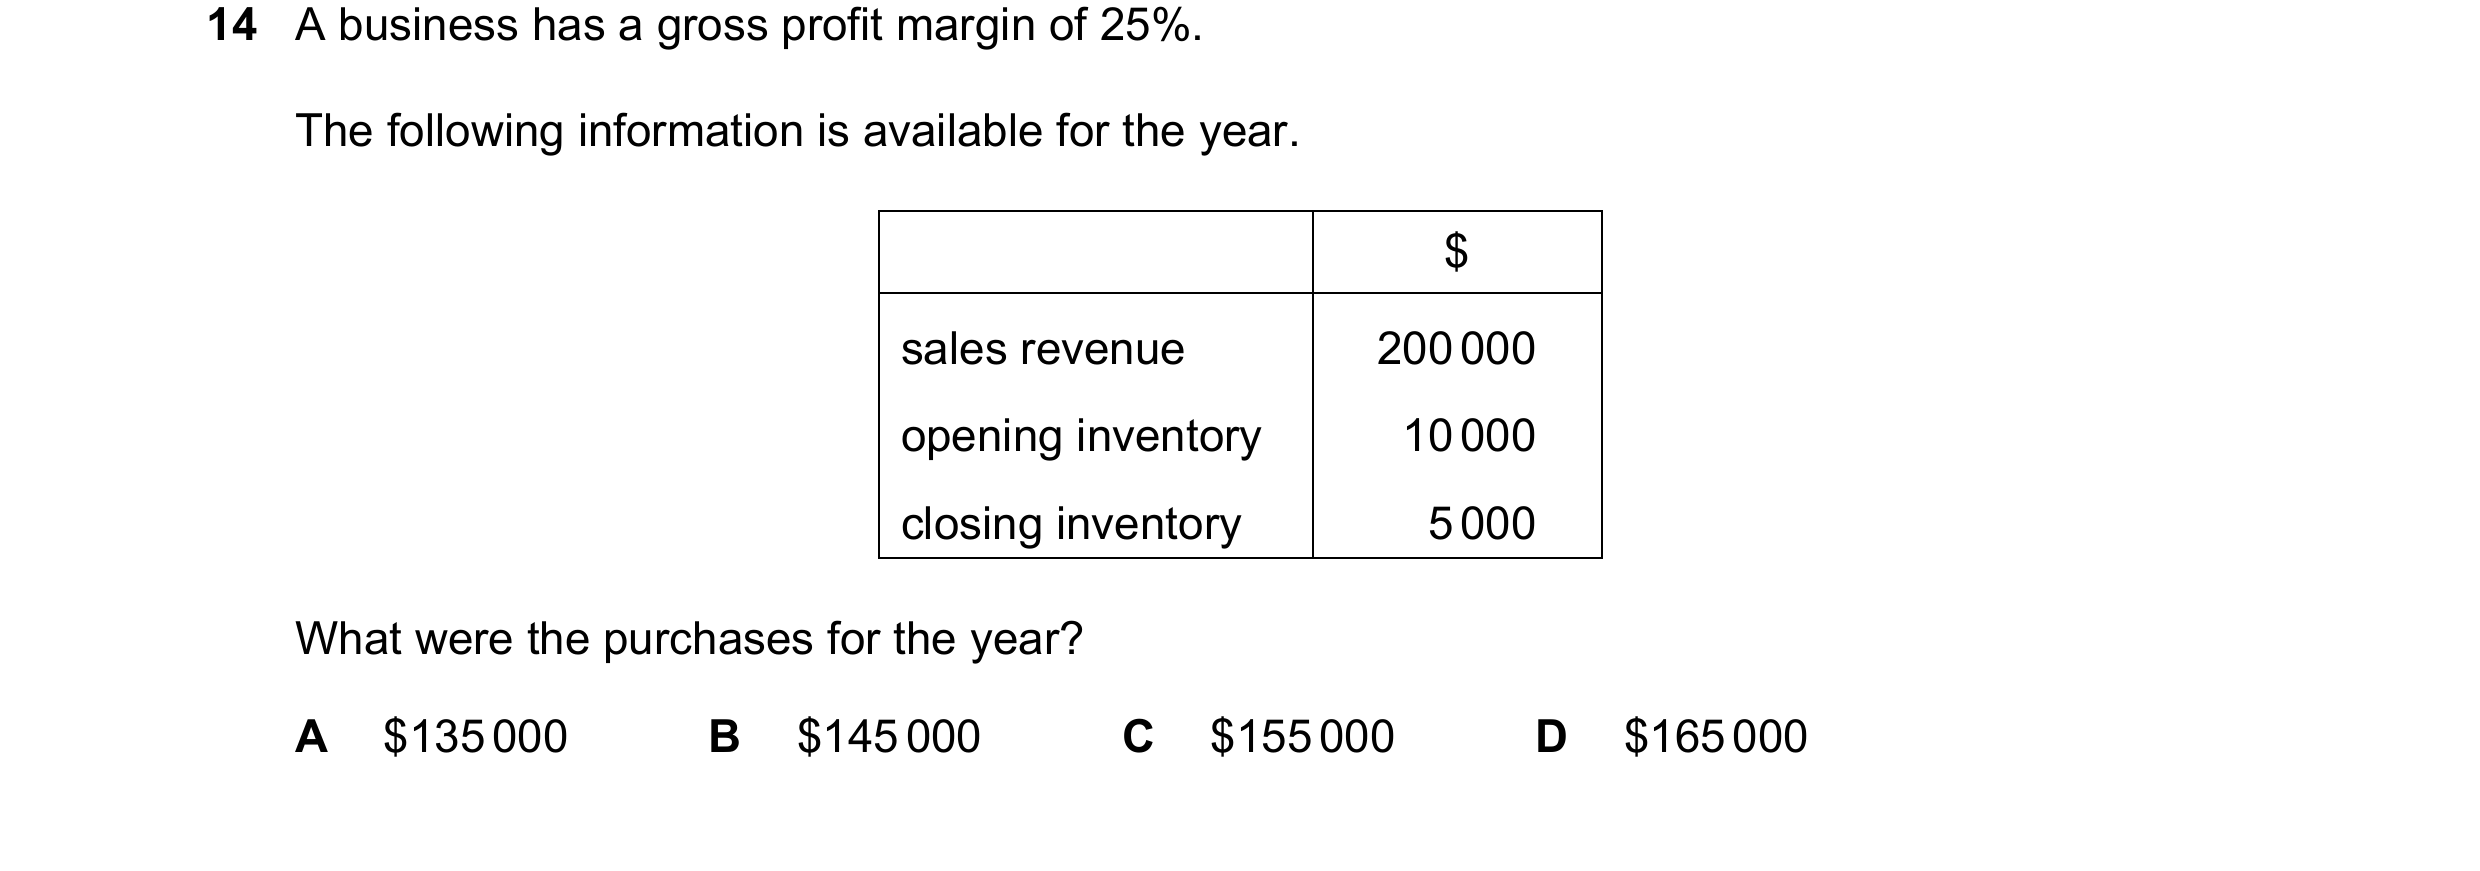 14 A business has a gross profit margin of 25%.
The following information is available for the year.
$
sales revenue 200 000
opening inventory 10 000
closing inventory 5 000
What were the purchases for the year?
A $135 000 B $145 000 C $155 000 D $165 000